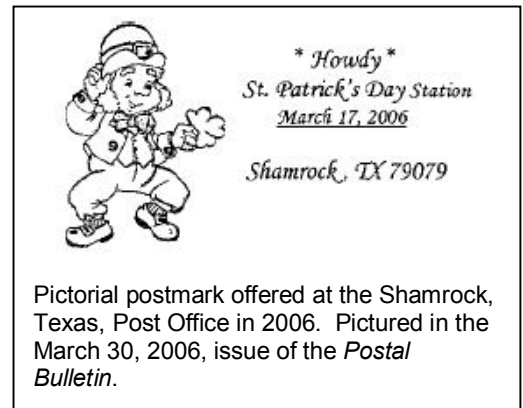 * Howdy *
St. Patrick's Day Station
March 17, 2006
Shamrock, TX 79079
Pictorial postmark offered at the Shamrock,
Texas, Post Office in 2006.  Pictured in the
March 30, 2006, issue of the Postal
Bulletin.